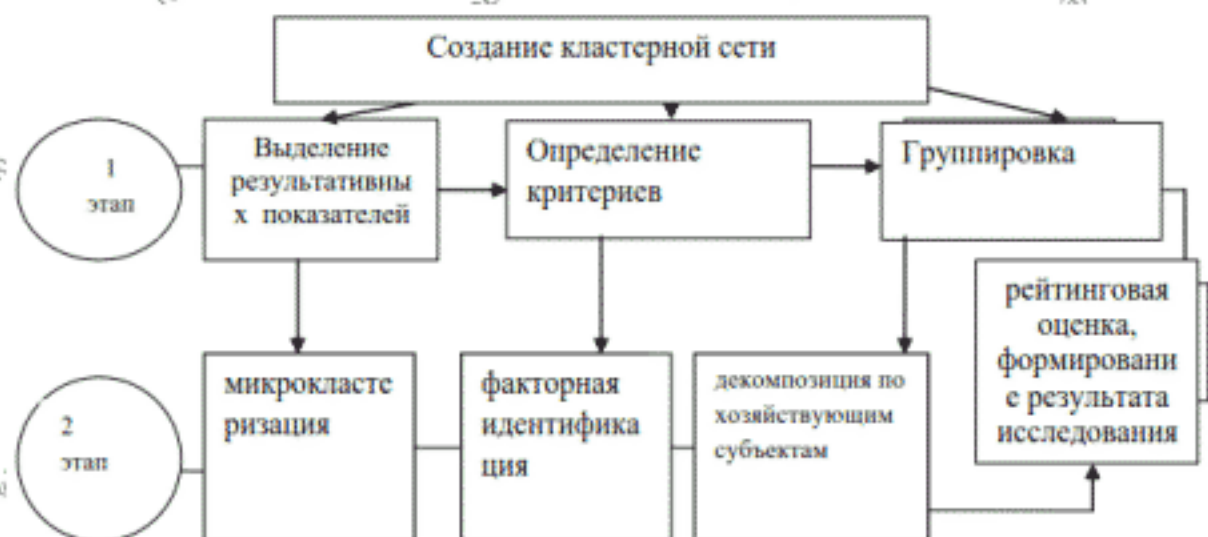 Создание кластерной сети
1
этап
Выделение
результативны
х показателей
Определение
критериев
Группировка
рейтинговая
оценка,
формировани
е результата
исследования
2
этап
микрокласте
ризация
факторная
идентифика
ция
декомпозиция по
хозяйствующим
субъектам